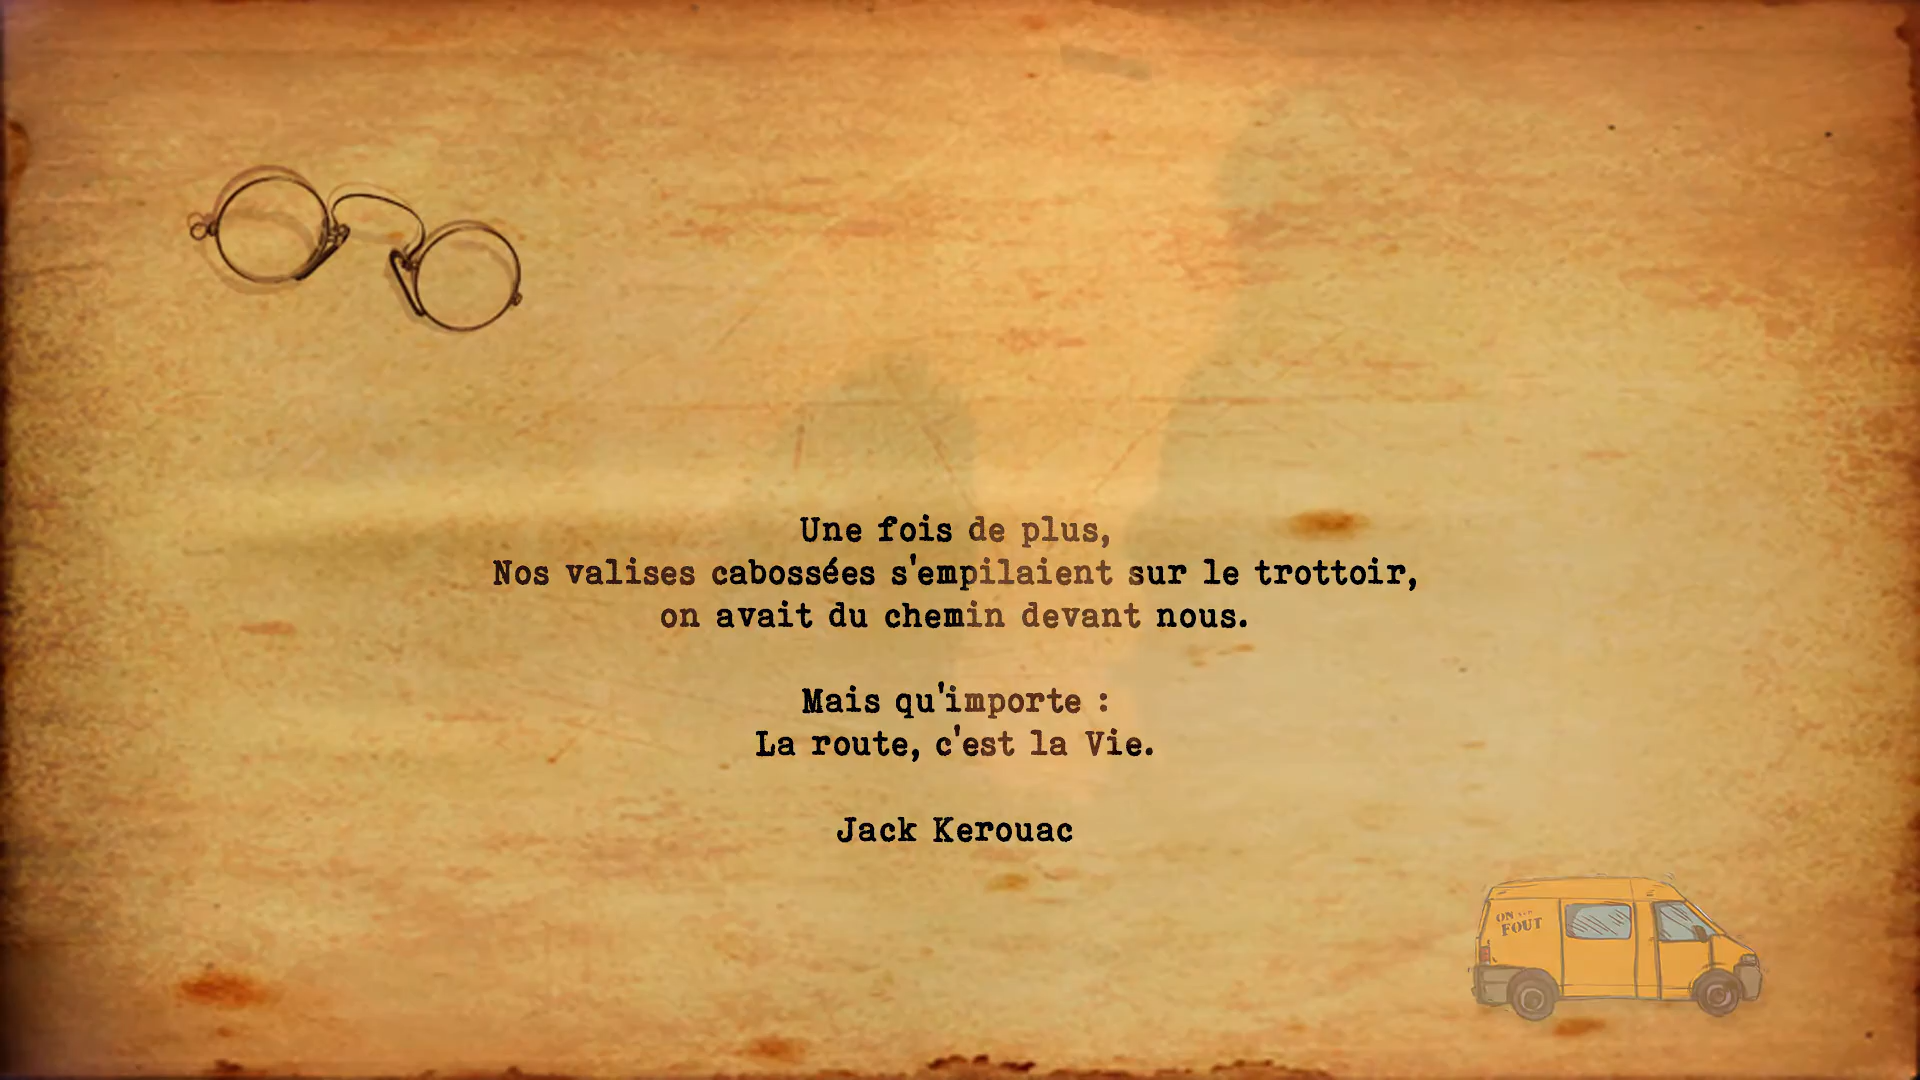 Une fois de plus,
Nos valises cabossées s'empilaient sur le trottoir,
on avait du chemin devant nous.
Mais qu'importe :
La route, c'est la Vie.
Jack Kerouac
ON
FOUT